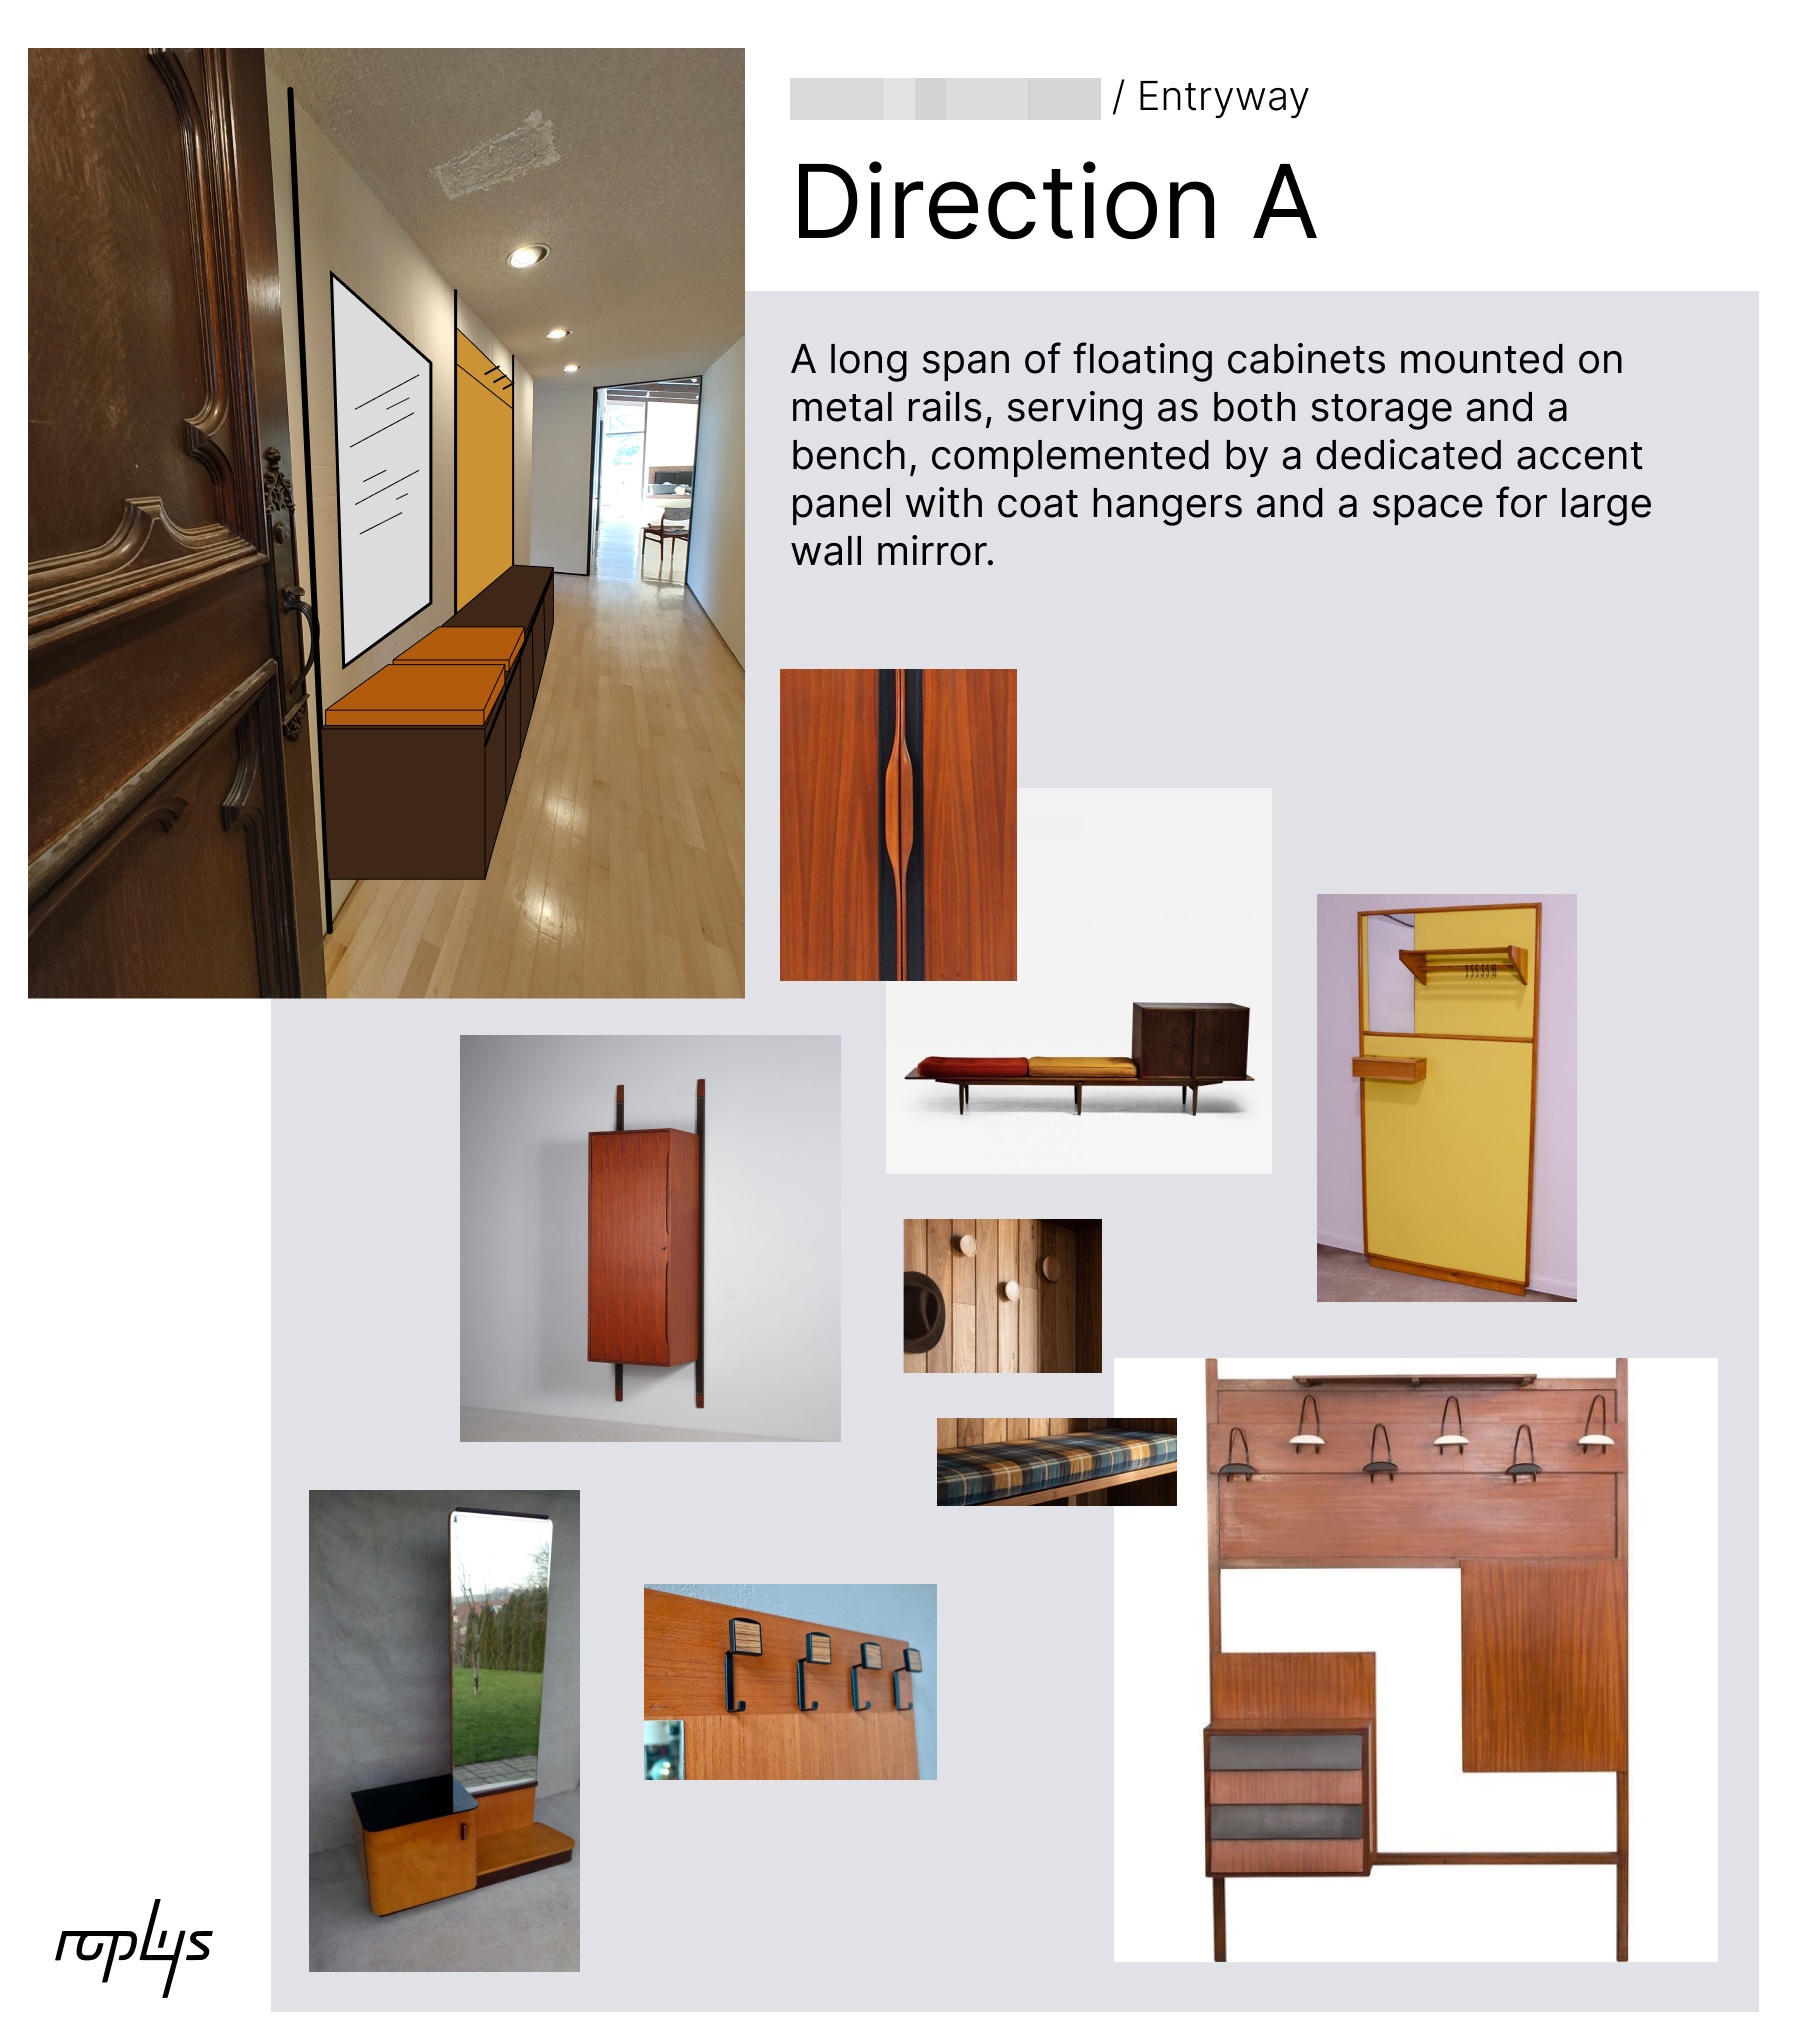 / Entryway
Direction A
A long span of floating cabinets mounted on
metal rails, serving as both storage and a
bench, complemented by a dedicated accent
panel with coat hangers and a space for large
wall mirror.
roplys